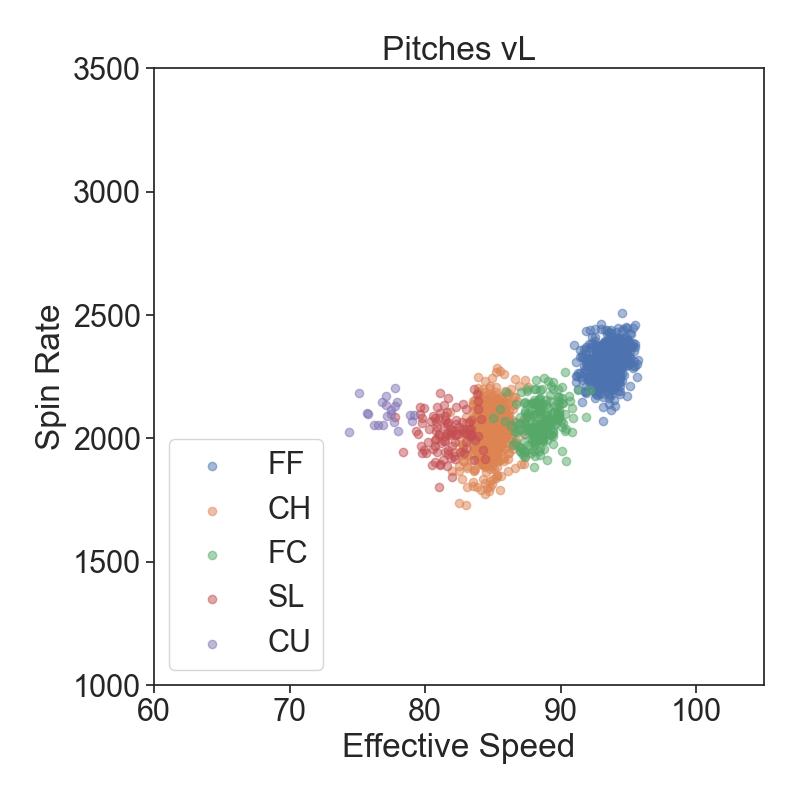 Pitches vL
3500
3000
2500
2000
1500
1000
Spin Rate
FF
CH
FC
SL
CU
60 70 80 90 100
Effective Speed